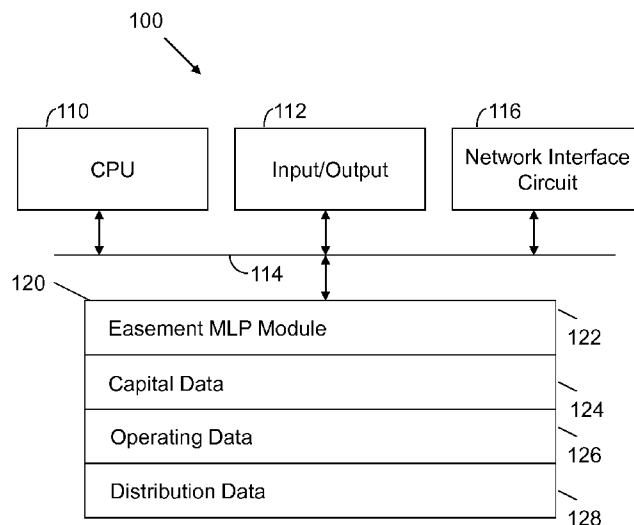 100
110
112
116
CPU
Input/Output
Network Interface
Circuit
114
120
Easement MLP Module
122
Capital Data
124
Operating Data
126
Distribution Data
128